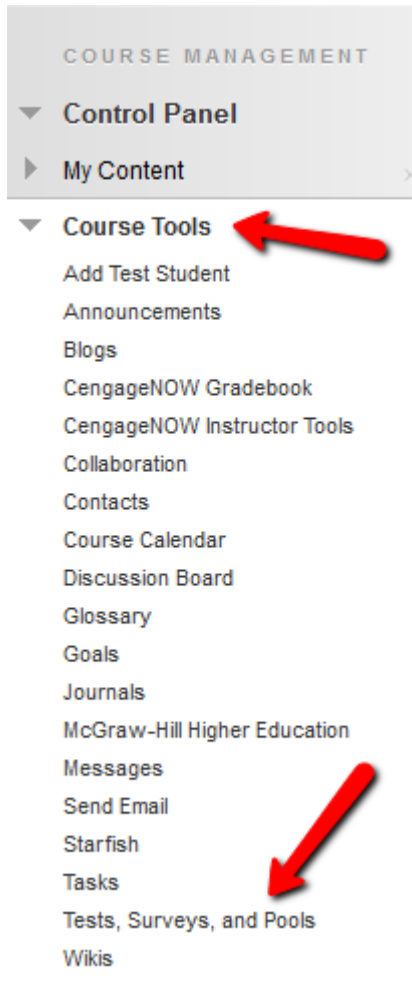 COURSE MANAGEMENT
Control Panel
My Content
Course Tools
Add Test Student
Announcements
Blogs
CengageNOW Gradebook
CengageNOW Instructor Tools
Collaboration
Contacts
Course Calendar
Discussion Board
Glossary
Goals
Journals
McGraw-Hill Higher Education
Messages
Send Email
Starfish
Tasks
Tests, Surveys, and Pools
Wikis